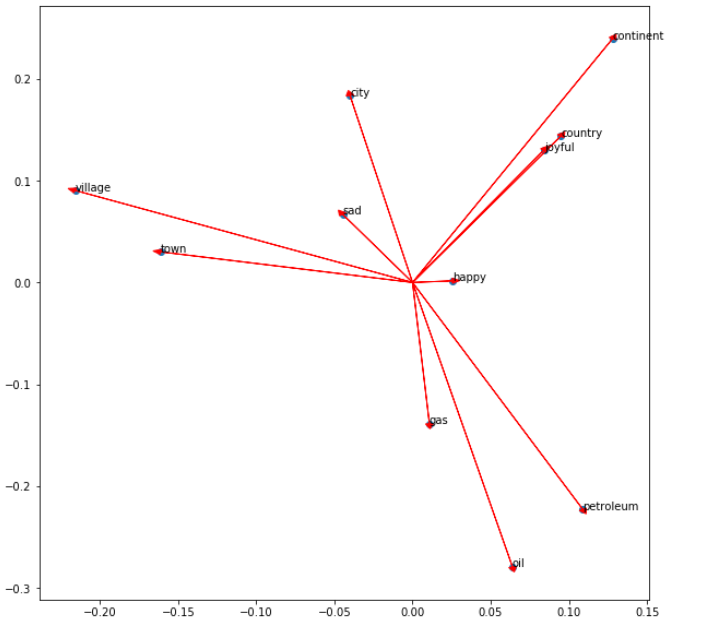 continent
0.2
city
country
joyful
0.1
village
sad
town
happy
0.0
−0.1
gas
−0.2
petroleum
oil
−0.3
−0.20 −0.15 −0.10 −0.05 0.00 0.05 0.10 0.15